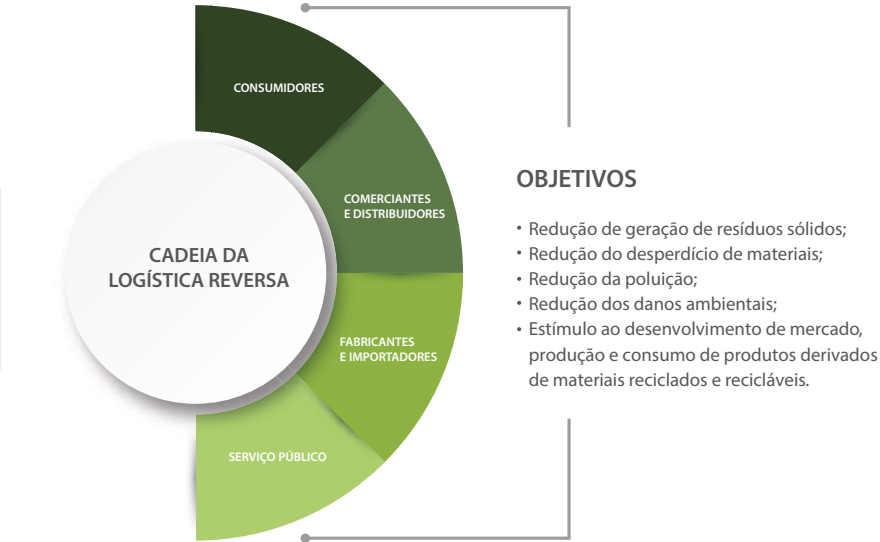 CONSUMIDORES
COMERCIANTES
E DISTRIBUIDORES
CADEIA DA
LOGÍSTICA REVERSA
FABRICANTES
E IMPORTADORES
SERVIÇO PÚBLICO
OBJETIVOS
• Redução de geração de resíduos sólidos;
• Redução do desperdício de materiais;
• Redução da poluição;
• Redução dos danos ambientais;
• Estímulo ao desenvolvimento de mercado,
produção e consumo de produtos derivados
de materiais reciclados e recicláveis.